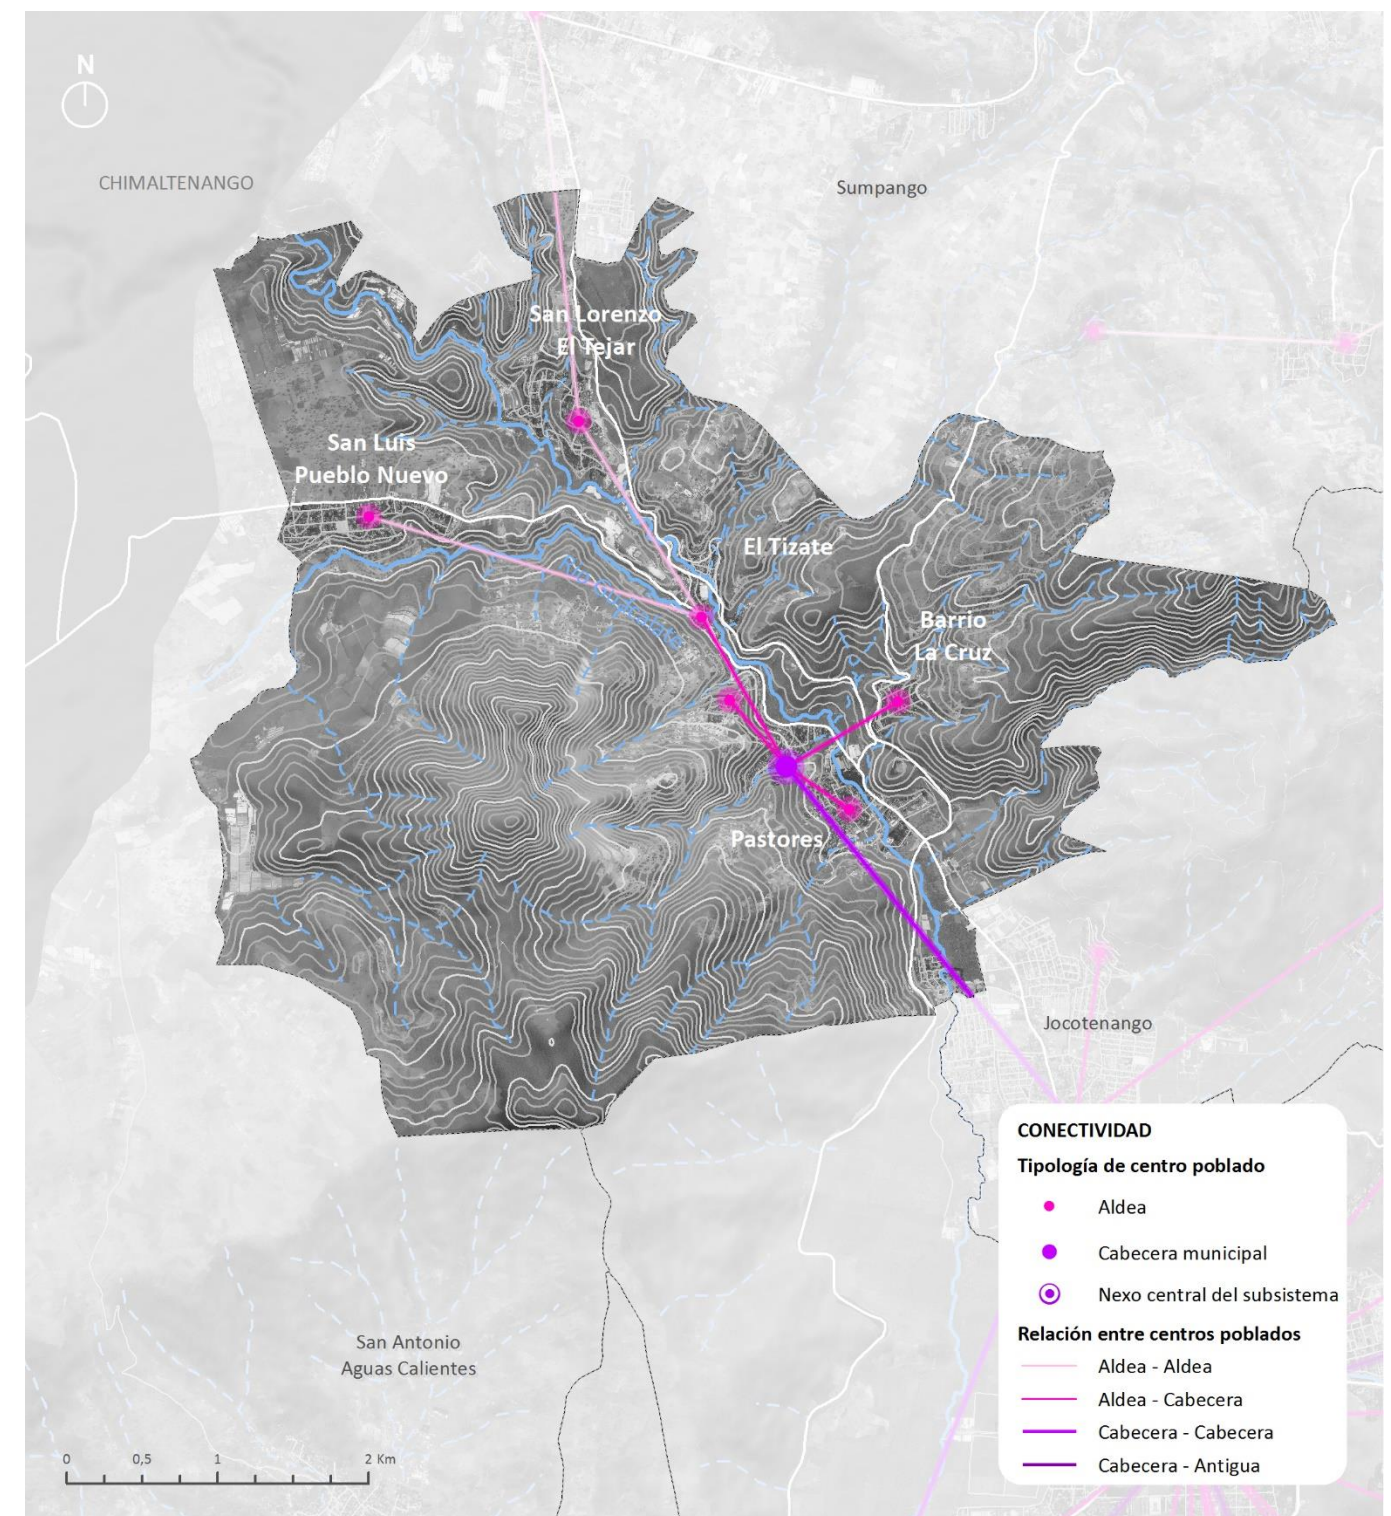 N
CHIMALTENANGO
Sumpango
San Lorenzo
El Tejar
San Luis
Pueblo Nuevo
El Tizate
Barrio
La Cruz
Pastores
Jocotenango
San Antonio
Aguas Calientes
CONECTIVIDAD
Tipología de centro poblado
Aldea
Cabecera municipal
Nexo central del subsistema
Relación entre centros poblados
Aldea - Aldea
Aldea - Cabecera
Cabecera - Cabecera
Cabecera - Antigua
0 0,5 1 2 Km